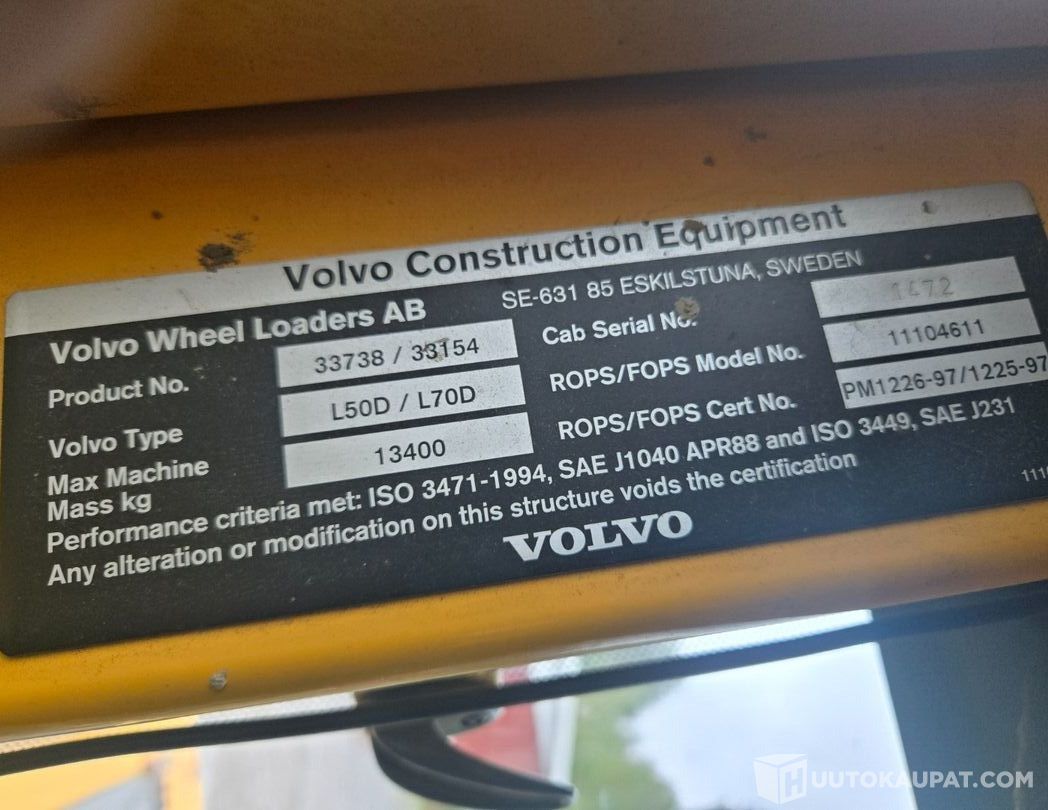 Volvo Construction Equipment
Volvo Wheel Loaders AB SE-631 85 ESKILSTUNA, SWEDEN
Product No. 33738 / 33154 Cab Serial No. 1472
Volvo Type L50D / L70D ROPS/FOPS Model No. 11104611
Max Machine Mass kg 13400 ROPS/FOPS Cert No. PM1226-97/1225-97
Performance criteria met: ISO 3471-1994, SAE J1040 APR88 and ISO 3449, SAE J231
Any alteration or modification on this structure voids the certification
VOLVO
HUUTOKAUPAT.COM